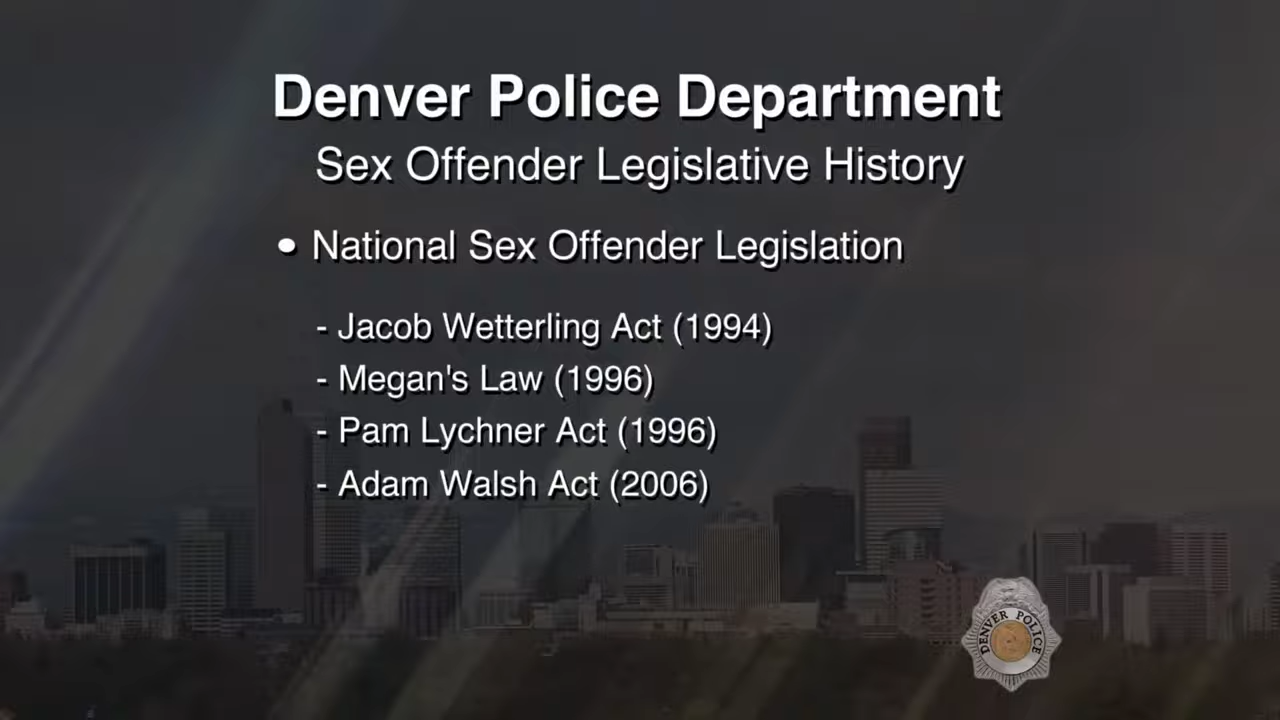 Denver Police Department
Sex Offender Legislative History
• National Sex Offender Legislation
- Jacob Wetterling Act (1994)
- Megan's Law (1996)
- Pam Lychner Act (1996)
- Adam Walsh Act (2006)
DENVER POLICE